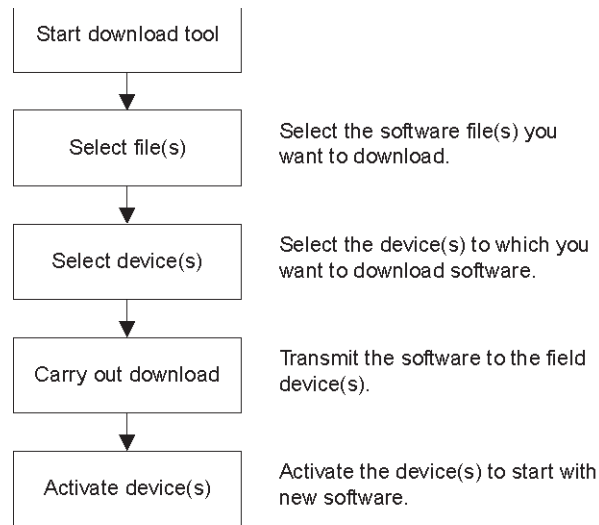 Start download tool
Select file(s)
Select the software file(s) you
want to download.
Select device(s)
Select the device(s) to which you
want to download software.
Carry out download
Transmit the software to the field
device(s).
Activate device(s)
Activate the device(s) to start with
new software.